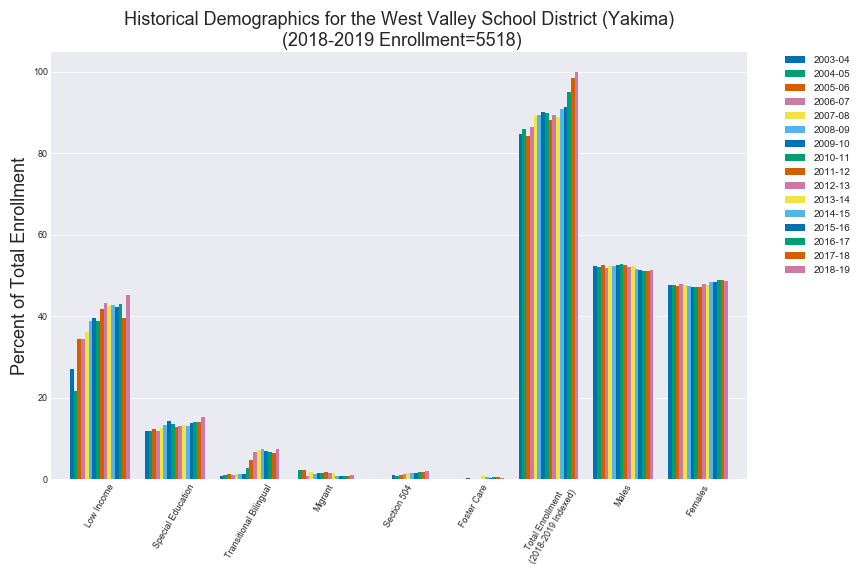 Historical Demographics for the West Valley School District (Yakima)
(2018-2019 Enrollment=5518)
Percent of Total Enrollment
100
80
60
40
20
0
Low Income
Special Education
Transitional Bilingual
Migrant
Section 504
Foster Care
Total Enrollment
(2018-2019 Indexed)
Males
Females
2003-04
2004-05
2005-06
2006-07
2007-08
2008-09
2009-10
2010-11
2011-12
2012-13
2013-14
2014-15
2015-16
2016-17
2017-18
2018-19